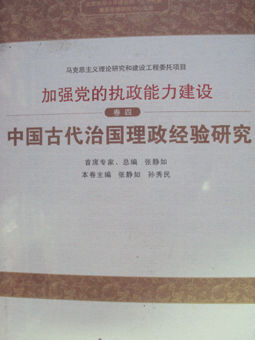 马克思主义理论研究和建设工程委托项目
加强党的执政能力建设
卷四
中国古代治国理政经验研究
首席专家、总编 张静如
本卷主编 张静如 孙秀民